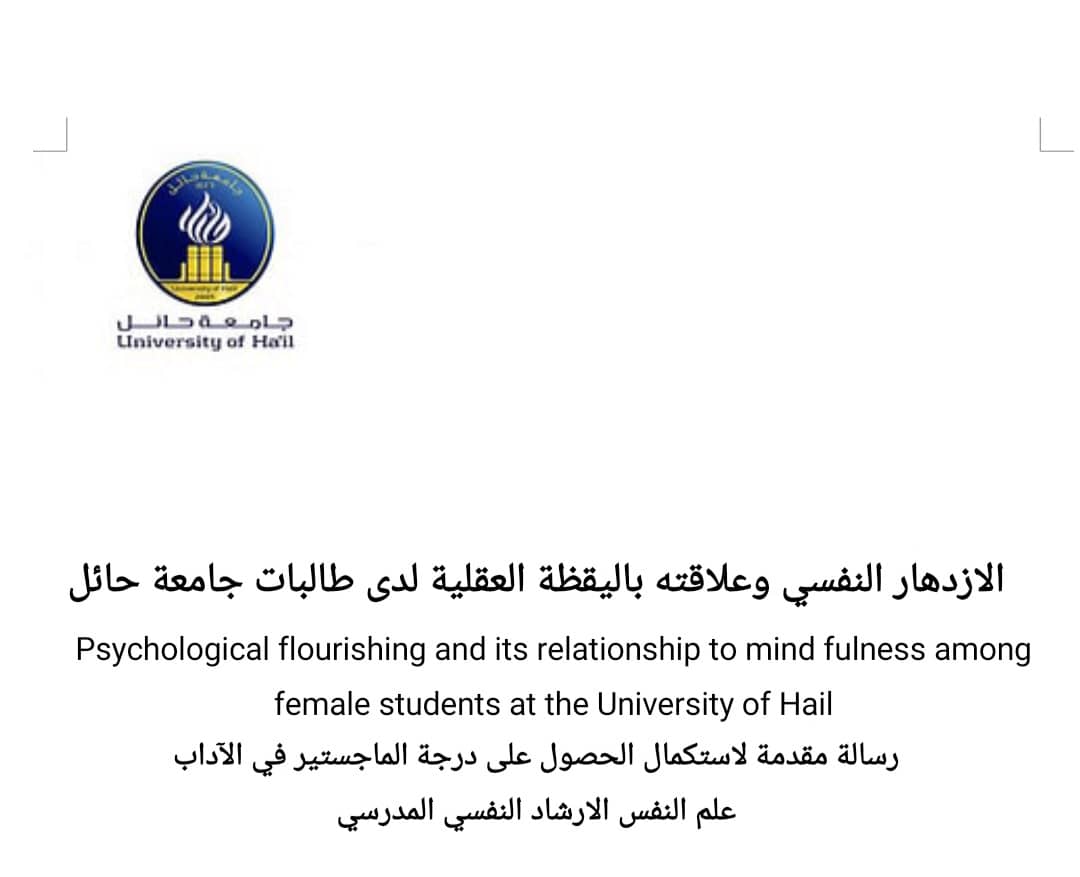 جامعة حائل
جامعة حائل
University of Ha'il
الازدهار النفسي وعلاقته باليقظة العقلية لدى طالبات جامعة حائل
Psychological flourishing and its relationship to mind fulness among
female students at the University of Hail
رسالة مقدمة لاستكمال الحصول على درجة الماجستير في الآداب
علم النفس الارشاد النفسي المدرسي